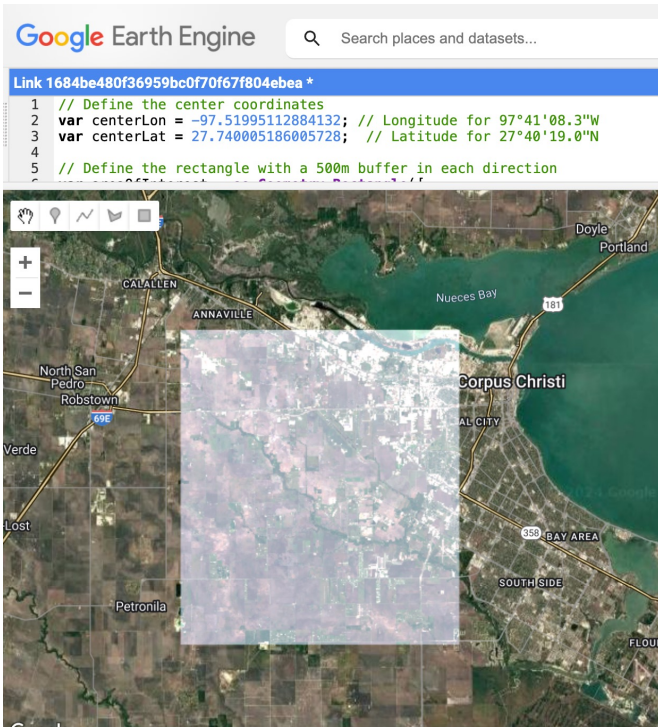 Google Earth Engine
Search places and datasets...
Link 1684be480f36959bc0f70f67f804ebea *
1 // Define the center coordinates
2 var centerLon = -97.51995112884132; // Longitude for 97°41'08.3"W
3 var centerLat = 27.740005186005728; // Latitude for 27°40'19.0"N
4
5 // Define the rectangle with a 500m buffer in each direction
Doyle
Portland
CALALLEN
Nueces Bay
181
ANNAVILLE
North San
Pedro
Corpus Christi
Robstown
69E
AL CITY
Verde
Lost
358
BAY AREA
SOUTH SIDE
Petronila
FLOU